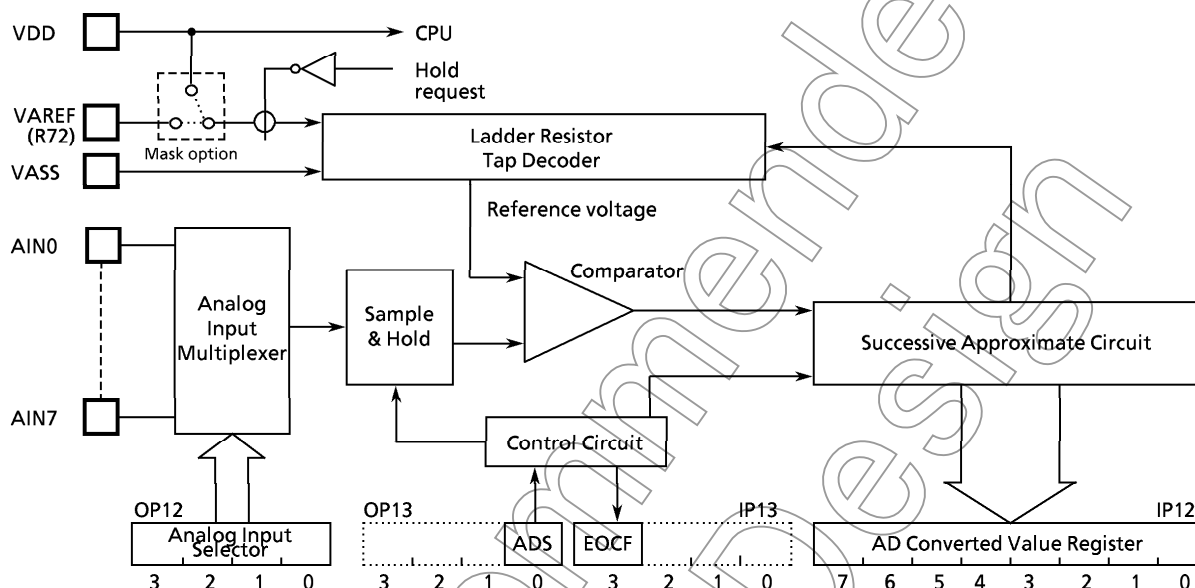 VDD
CPU
Hold
request
VAREF
(R72)
Mask option
VASS
Ladder Resistor
Tap Decoder
Reference voltage
AIN0
Analog
Input
Multiplexer
Sample
& Hold
Comparator
Successive Approximate Circuit
AIN7
Control Circuit
OP12
Analog Input
Selector
3 2 1 0
OP13
ADS
EOCF
IP13
3 2 1 0 3 2 1 0
IP12
AD Converted Value Register
7 6 5 4 3 2 1 0
ommende
Design